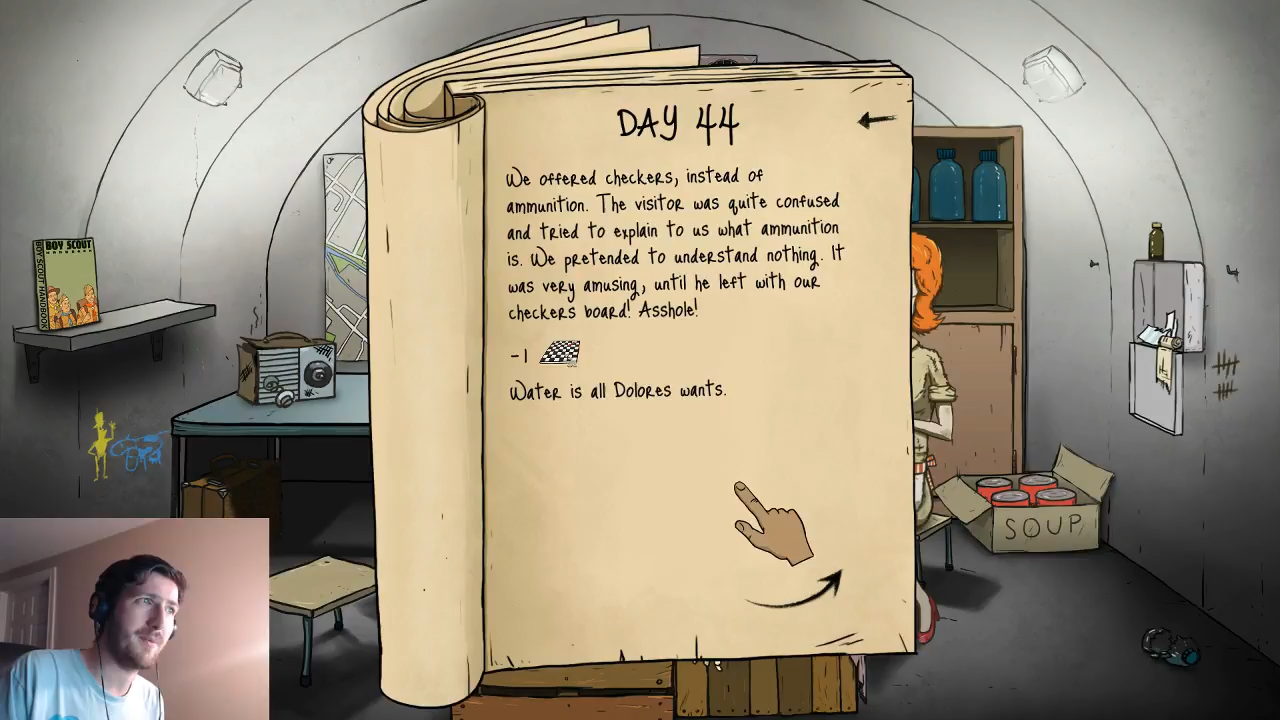 DAY 44
We offered checkers, instead of
ammunition. The visitor was quite confused
and tried to explain to us what ammunition
is. We pretended to understand nothing. It
was very amusing, until he left with our
checkers board! Asshole!
-1
Water is all Dolores wants.
BOY SCOUT
BOY SCOUT HANDBOOK
SOUP